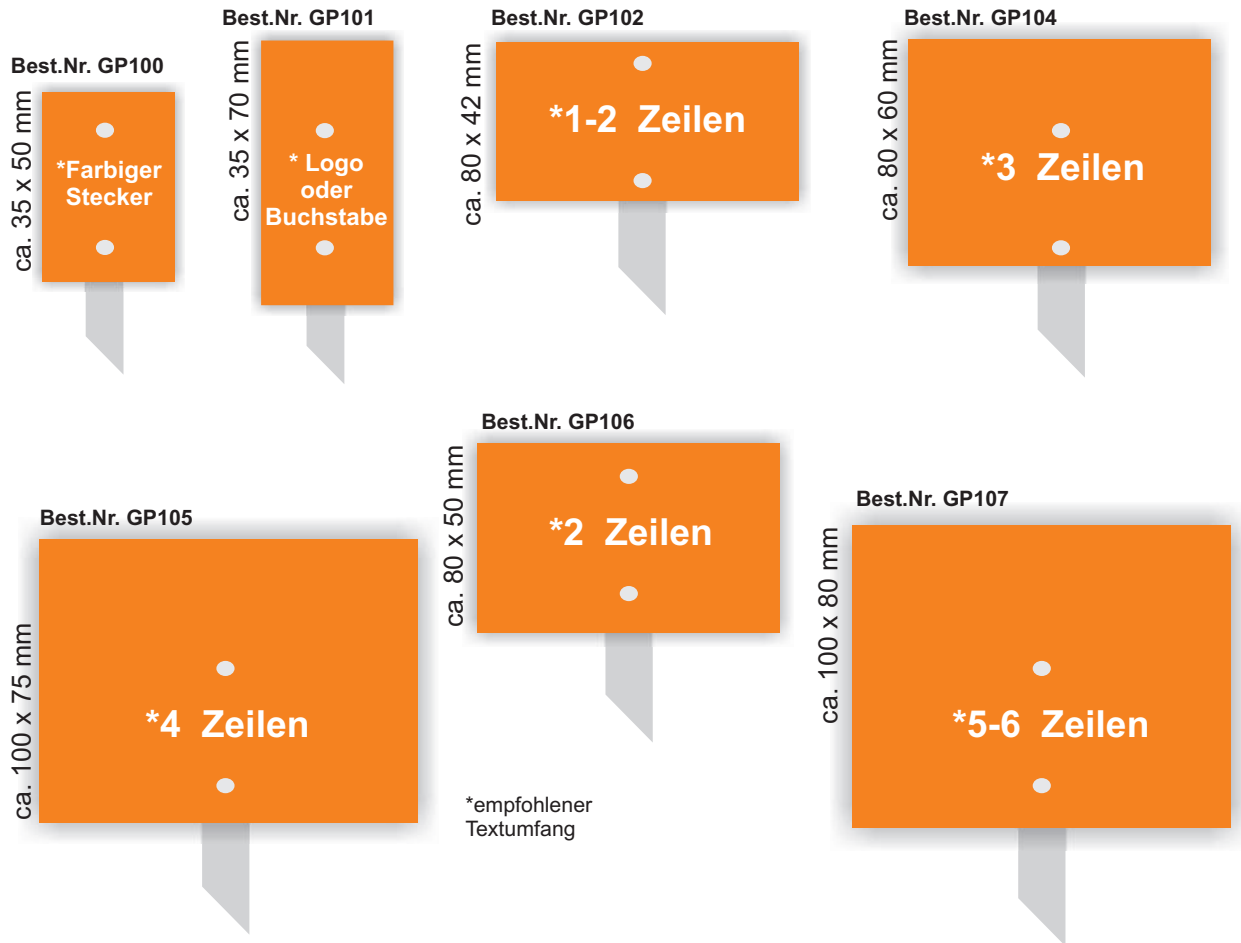 Best.Nr. GP100
ca. 35 x 50 mm
*Farbiger
Stecker
Best.Nr. GP101
ca. 35 x 70 mm
* Logo
oder
Buchstabe
Best.Nr. GP102
ca. 80 x 42 mm
*1-2 Zeilen
Best.Nr. GP104
ca. 80 x 60 mm
*3 Zeilen
Best.Nr. GP105
ca. 100 x 75 mm
*4 Zeilen
Best.Nr. GP106
ca. 80 x 50 mm
*2 Zeilen
*empfohlener
Textumfang
Best.Nr. GP107
ca. 100 x 80 mm
*5-6 Zeilen